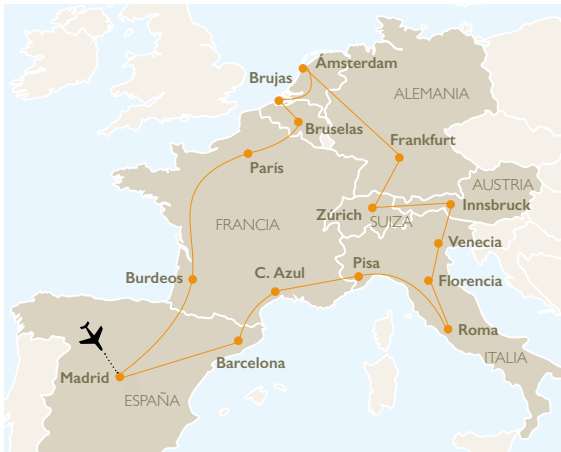 Ámsterdam
Brujas
ALEMANIA
Bruselas
Frankfurt
París
AUSTRIA
Innsbruck
Zúrich
SUIZA
FRANCIA
Venecia
Pisa
C. Azul
Burdeos
Florencia
Roma
ITALIA
Barcelona
Madrid
ESPAÑA